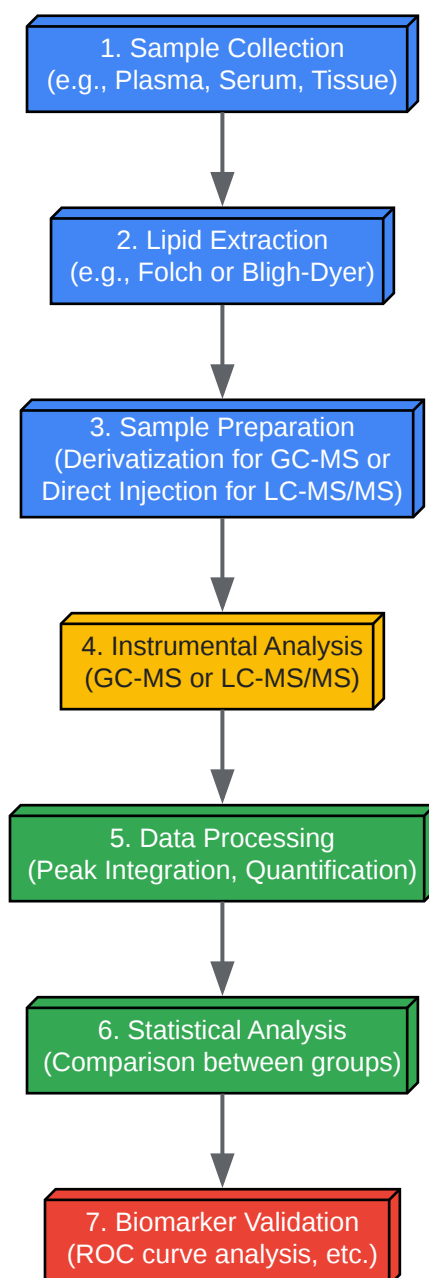 1. Sample Collection
(e.g., Plasma, Serum, Tissue)
2. Lipid Extraction
(e.g., Folch or Bligh-Dyer)
3. Sample Preparation
(Derivatization for GC-MS or
Direct Injection for LC-MS/MS)
4. Instrumental Analysis
(GC-MS or LC-MS/MS)
5. Data Processing
(Peak Integration, Quantification)
6. Statistical Analysis
(Comparison between groups)
7. Biomarker Validation
(ROC curve analysis, etc.)